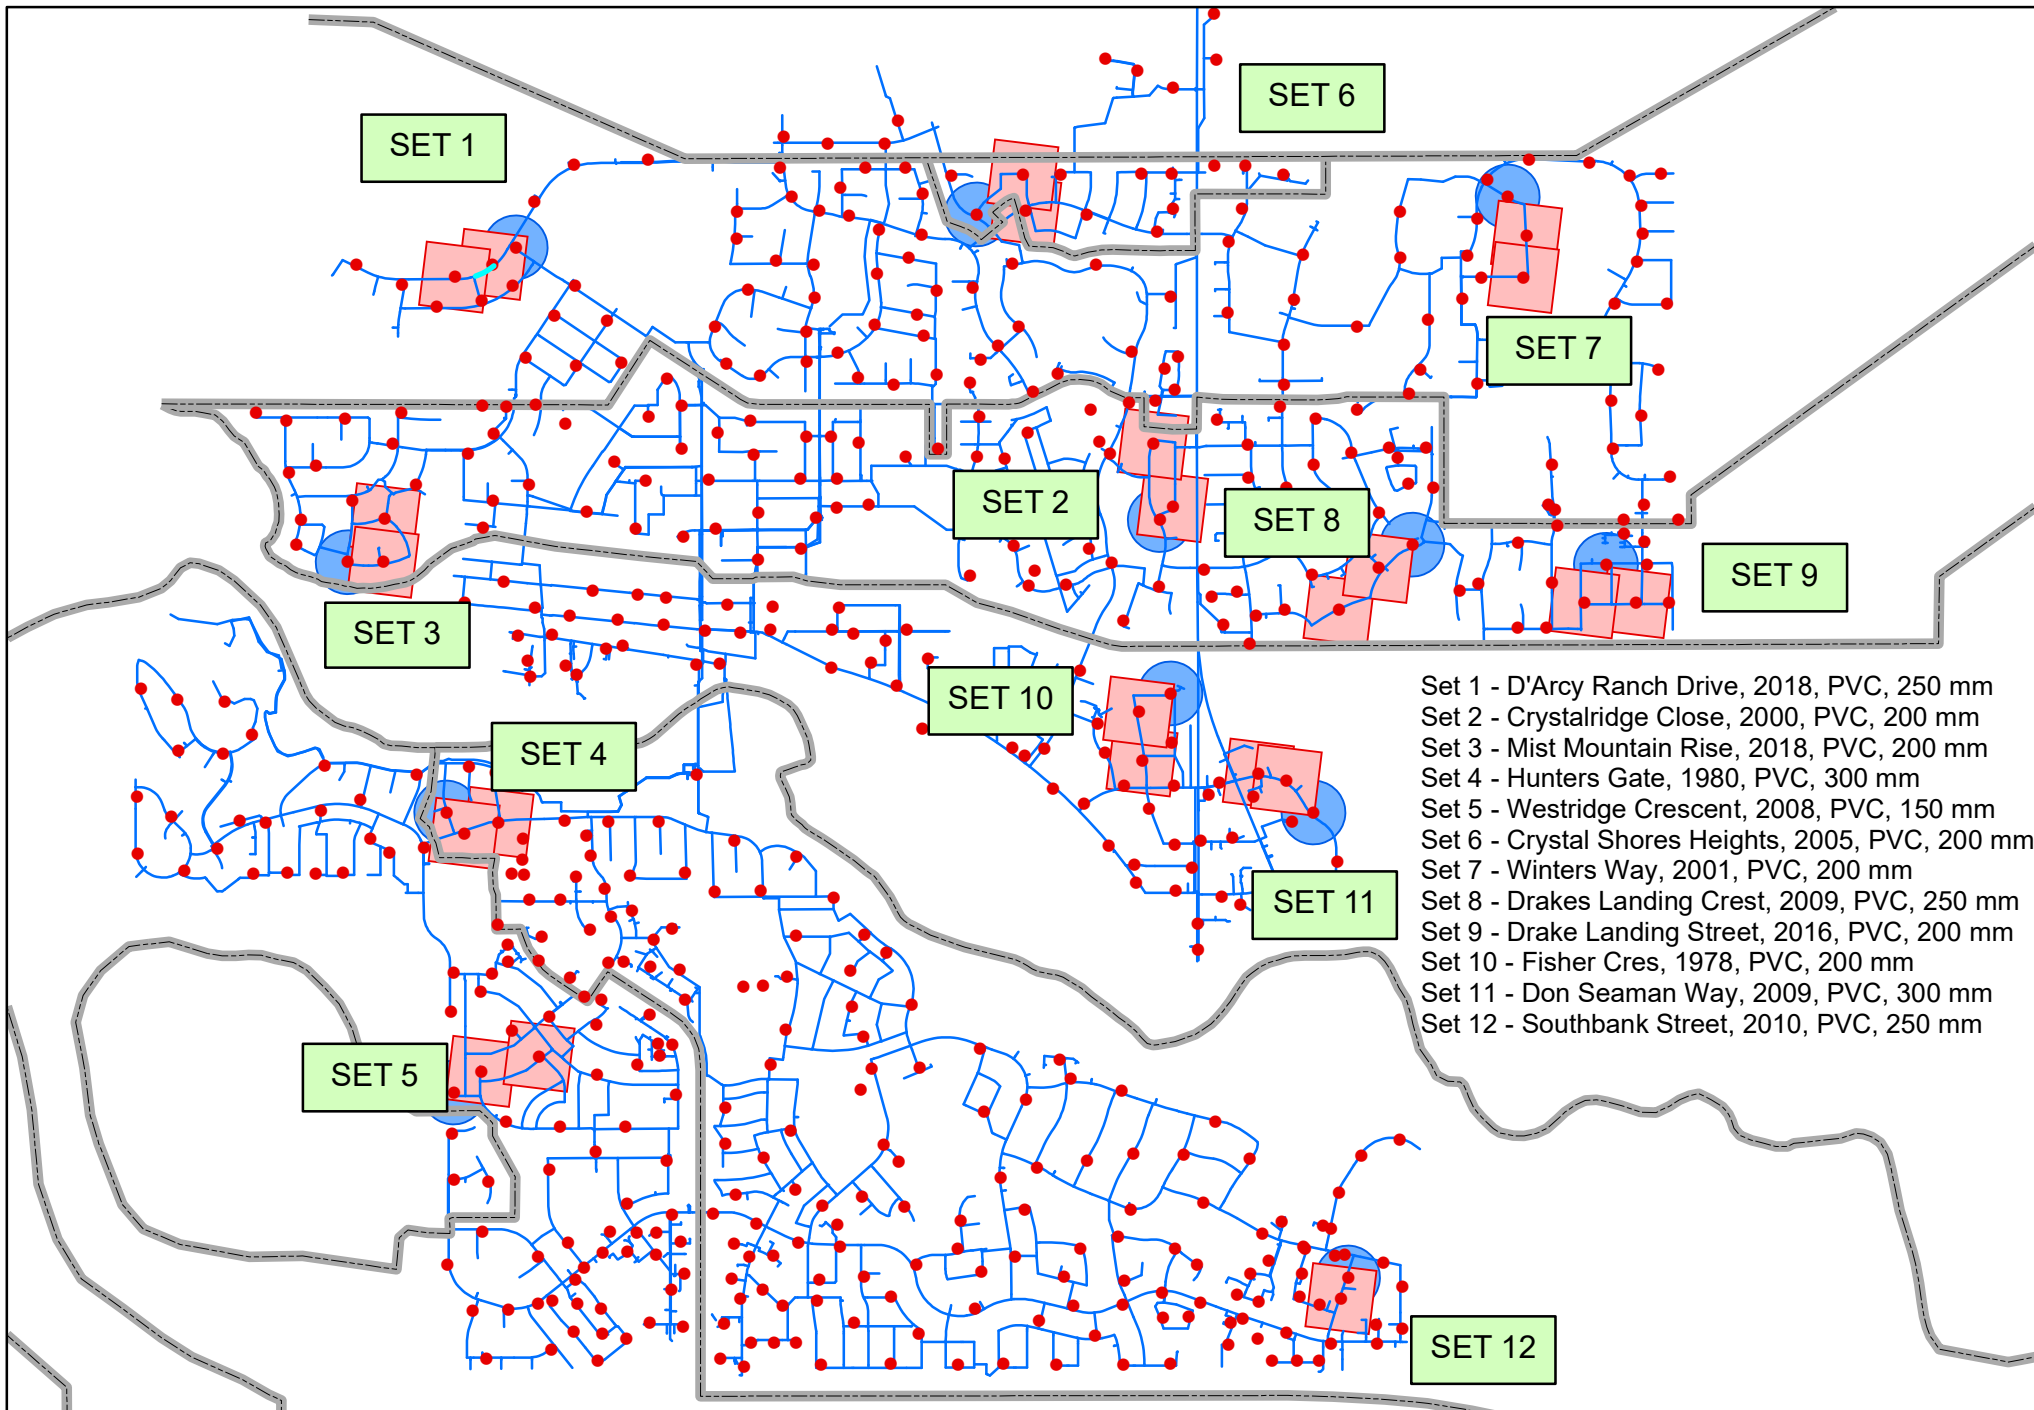 SET 6
SET 1
SET 7
SET 2
SET 8
SET 9
SET 3
SET 10
SET 4
SET 11
SET 5
SET 12
Set 1 - D'Arcy Ranch Drive, 2018, PVC, 250 mm
Set 2 - Crystalridge Close, 2000, PVC, 200 mm
Set 3 - Mist Mountain Rise, 2018, PVC, 200 mm
Set 4 - Hunters Gate, 1980, PVC, 300 mm
Set 5 - Westridge Crescent, 2008, PVC, 150 mm
Set 6 - Crystal Shores Heights, 2005, PVC, 200 mm
Set 7 - Winters Way, 2001, PVC, 200 mm
Set 8 - Drakes Landing Crest, 2009, PVC, 250 mm
Set 9 - Drake Landing Street, 2016, PVC, 200 mm
Set 10 - Fisher Cres, 1978, PVC, 200 mm
Set 11 - Don Seaman Way, 2009, PVC, 300 mm
Set 12 - Southbank Street, 2010, PVC, 250 mm